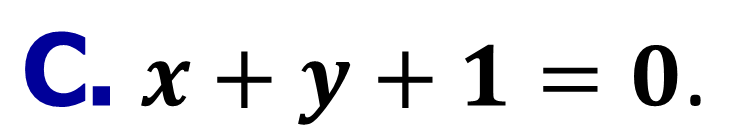 C. x + y + 1 = 0.